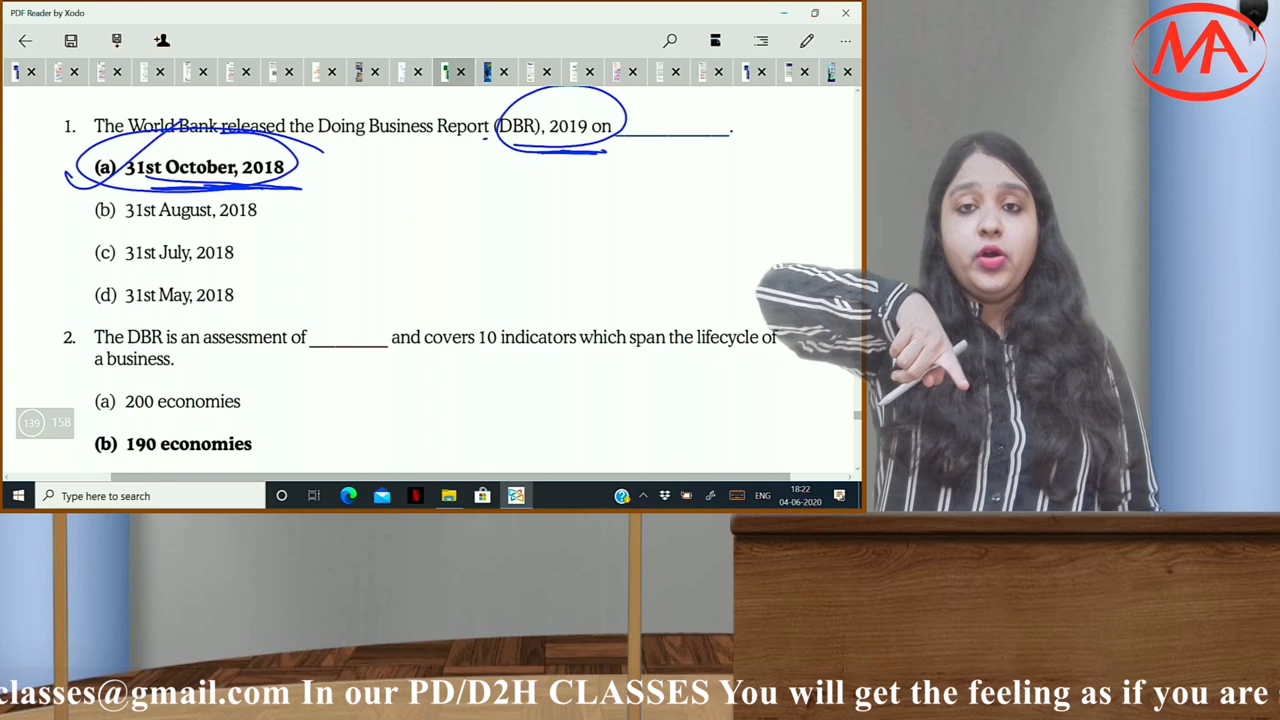 PDF Reader by Xodo
MA
1. The World Bank released the Doing Business Report (DBR), 2019 on ____________.
(a) 31st October, 2018
(b) 31st August, 2018
(c) 31st July, 2018
(d) 31st May, 2018
2. The DBR is an assessment of ________ and covers 10 indicators which span the lifecycle of
a business.
(a) 200 economies
139 158
(b) 190 economies
Type here to search
ENG
18:22
04-06-2020
classes@gmail.com In our PD/D2H CLASSES You will get the feeling as if you are